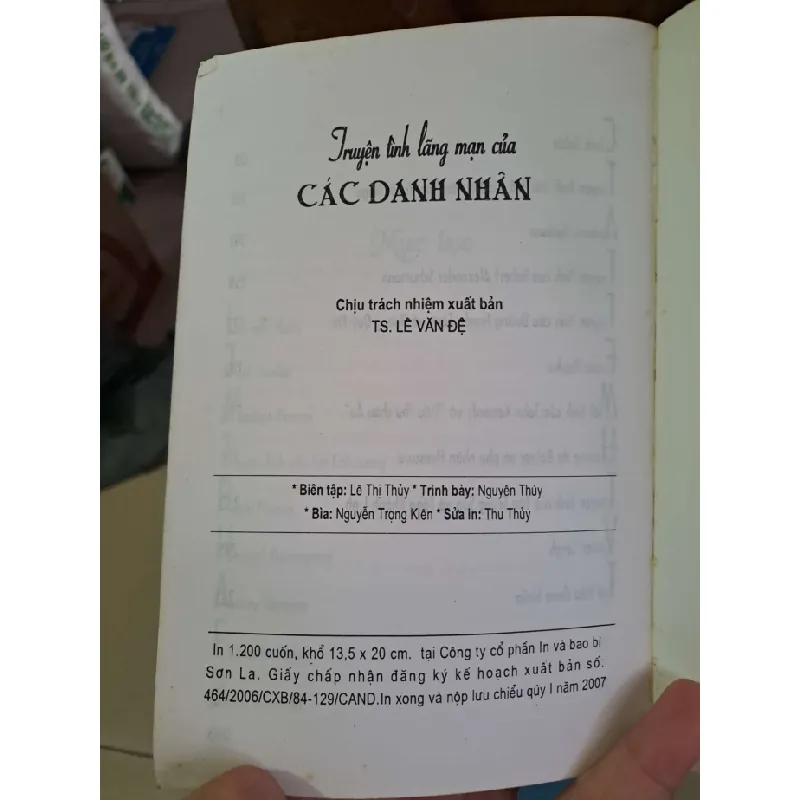 Truyện tình lãng mạn của
CÁC DANH NHÂN
Chịu trách nhiệm xuất bản
TS. LÊ VĂN ĐỆ
* Biên tập: Lê Thị Thủy * Trình bày: Nguyên Thúy
* Bìa: Nguyễn Trọng Kiên * Sửa in: Thu Thủy
In 1.200 cuốn, khổ 13,5 x 20 cm. tại Công ty cổ phần In và bao bì
Sơn La. Giấy chấp nhận đăng ký kế hoạch xuất bản số.
464/2006/CXB/84-129/CAND.In xong và nộp lưu chiểu qúy I năm 2007